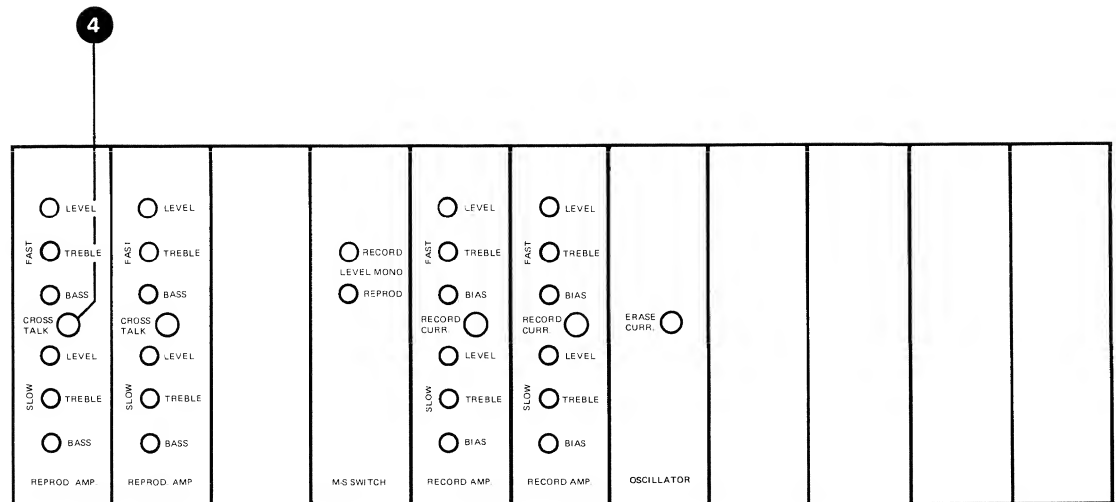 4
LEVEL
FAST
TREBLE
BASS
CROSS
TALK
LEVEL
SLOW
TREBLE
BASS
REPROD AMP.
LEVEL
FAST
TREBLE
BASS
CROSS
TALK
LEVEL
SLOW
TREBLE
BASS
REPROD AMP
RECORD
LEVEL MONO
REPROD
M-S SWITCH
LEVEL
FAST
TREBLE
BIAS
RECORD
CURR.
LEVEL
SLOW
TREBLE
BIAS
RECORD AMP.
LEVEL
FAST
TREBLE
BIAS
RECORD
CURR.
LEVEL
SLOW
TREBLE
BIAS
RECORD AMP.
ERASE
CURR.
OSCILLATOR